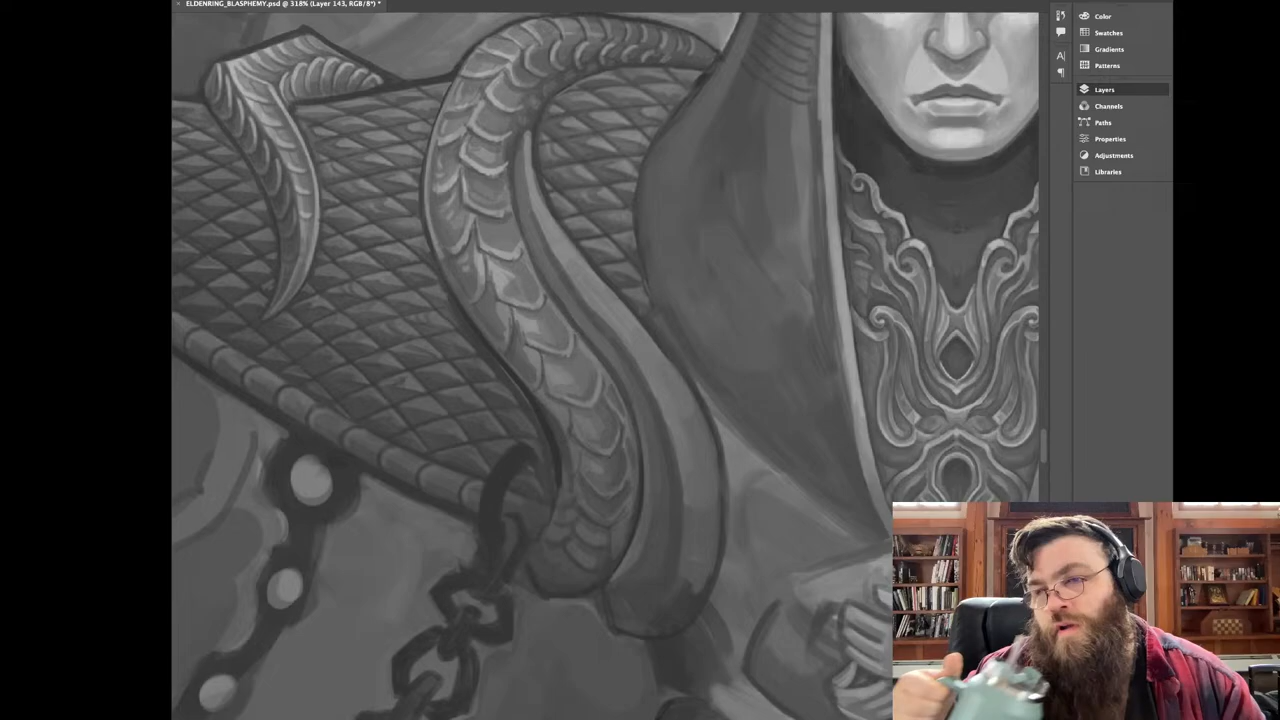 × ELDENRING_BLASPHEMY.psd @ 318% (Layer 143, RGB/8*) *
Color
Swatches
Gradients
Patterns
Layers
Channels
Paths
Properties
Adjustments
Libraries